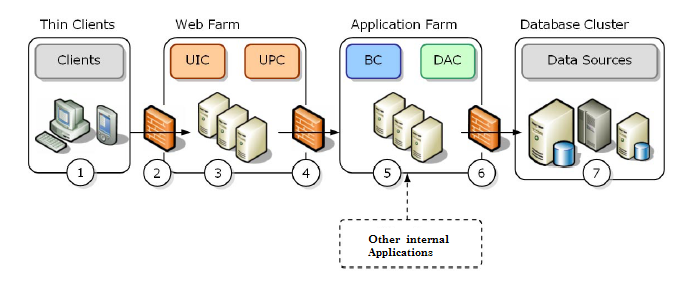 Thin Clients
Web Farm
Application Farm
Database Cluster
Clients
UIC
UPC
BC
DAC
Data Sources
1
2
3
4
5
6
7
Other internal
Applications